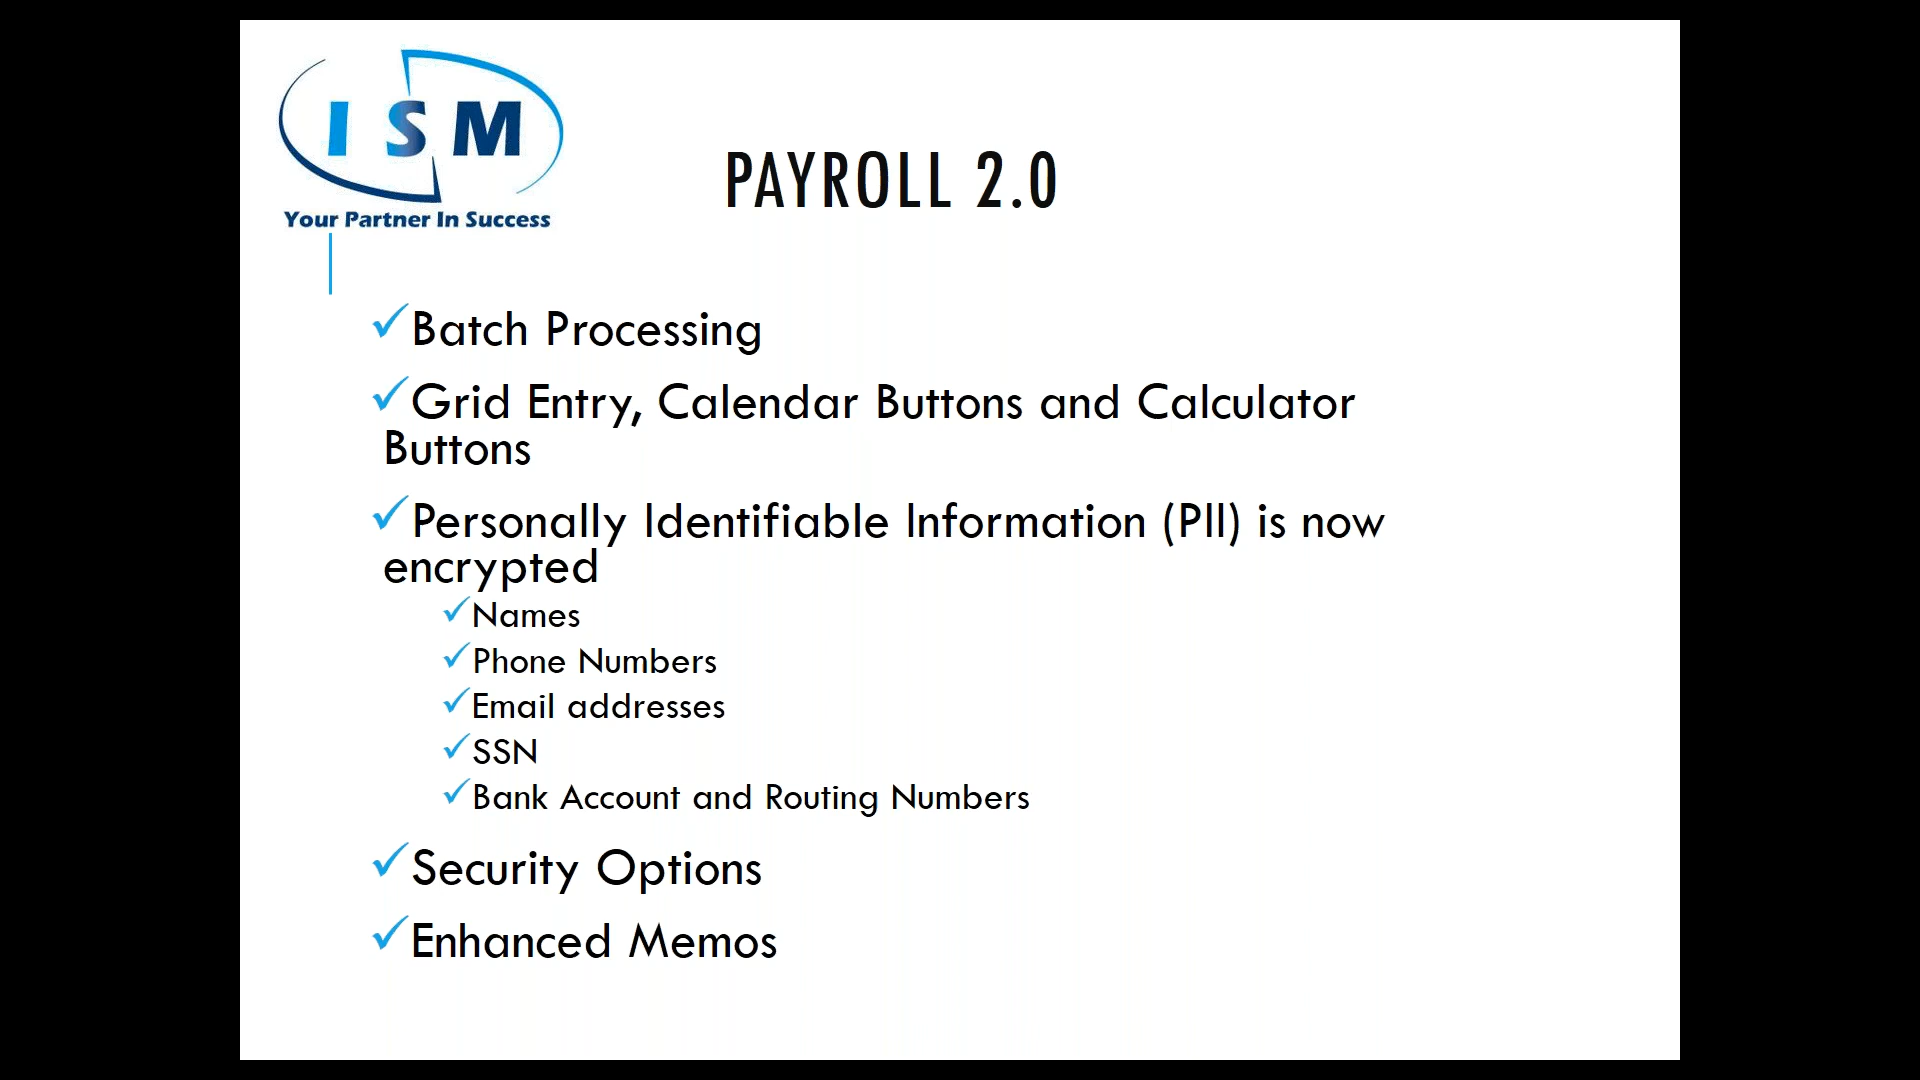 I S M
Your Partner In Success
PAYROLL 2.0
Batch Processing
Grid Entry, Calendar Buttons and Calculator
Buttons
Personally Identifiable Information (PII) is now
encrypted
Names
Phone Numbers
Email addresses
SSN
Bank Account and Routing Numbers
Security Options
Enhanced Memos